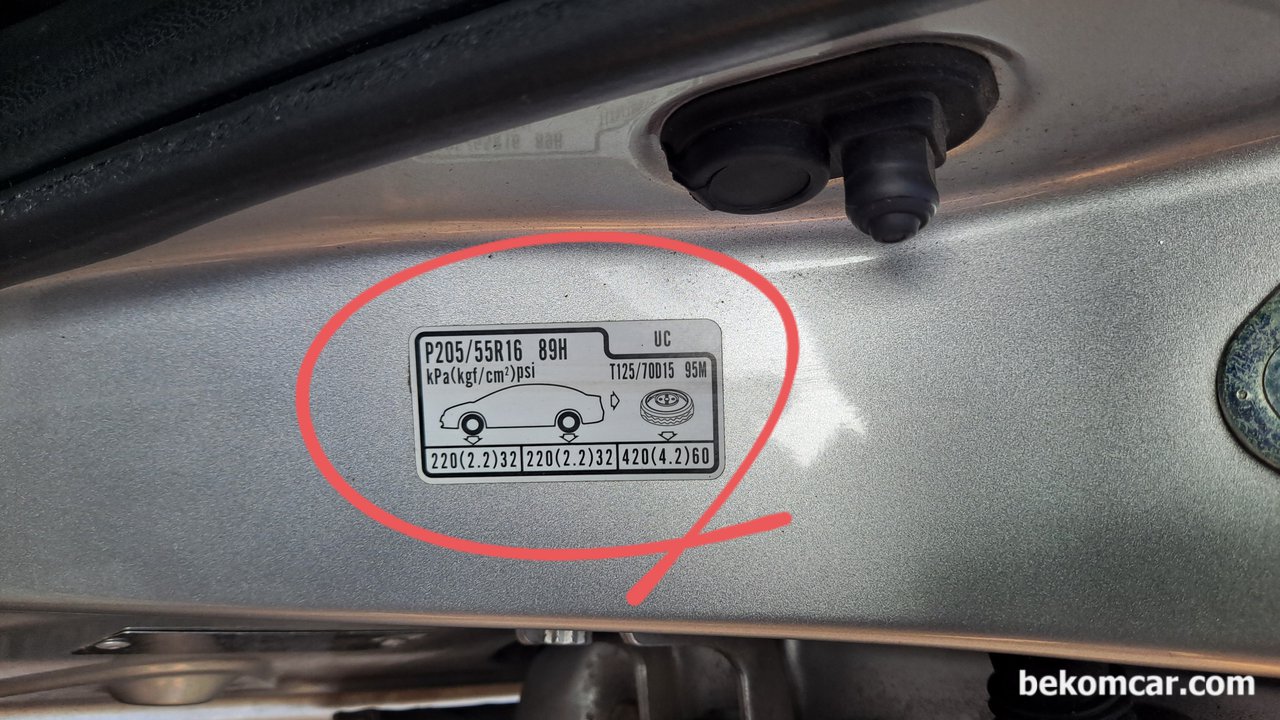 P205/55R16 89H
UC
kPa(kgf/cm²)psi
T125/70D15 95M
220(2.2)32
220(2.2)32
420(4.2)60
bekomcar.com